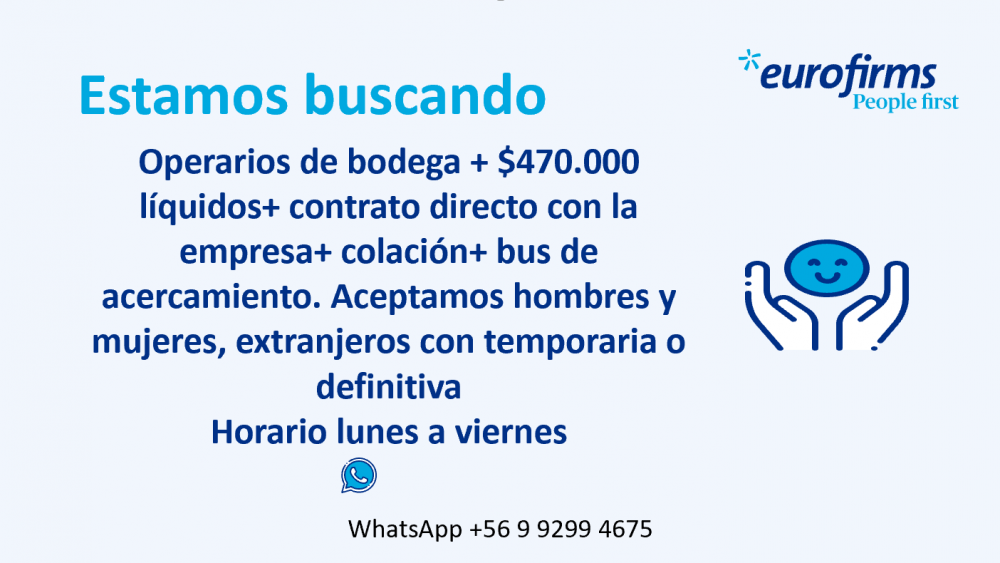 Estamos buscando
eurofirms
People first
Operarios de bodega + $470.000
líquidos+ contrato directo con la
empresa+ colación+ bus de
acercamiento. Aceptamos hombres y
mujeres, extranjeros con temporaria o
definitiva
Horario lunes a viernes
WhatsApp +56 9 9299 4675